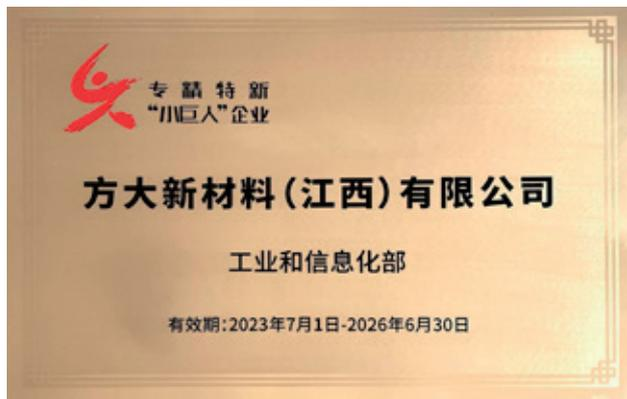 专精特新
“小巨人”企业
方大新材料（江西）有限公司
工业和信息化部
有效期：2023年7月1日-2026年6月30日